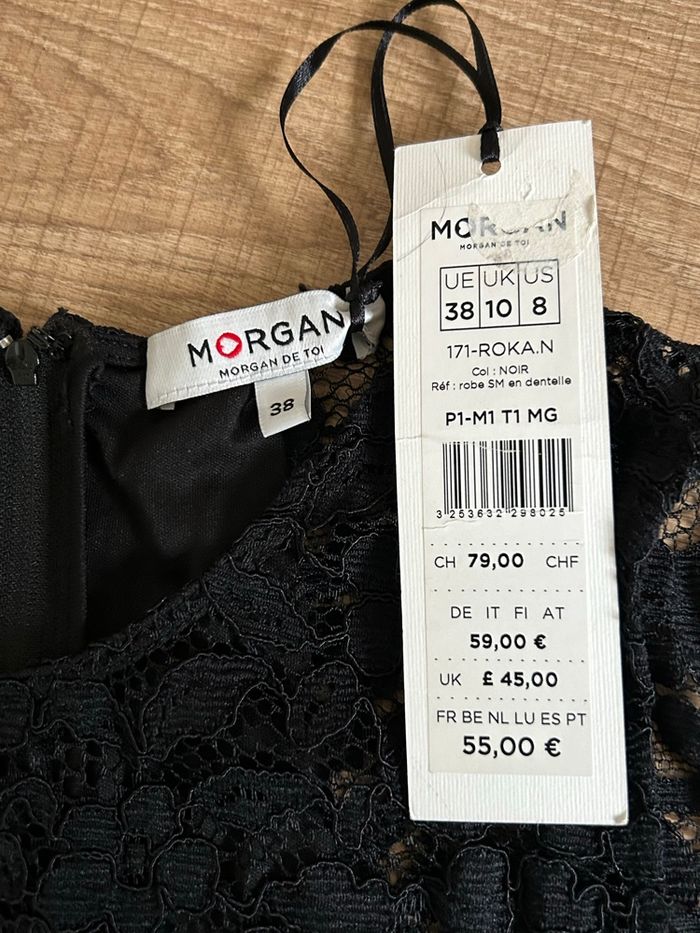 MORGAN
MORGAN DE TOI
38
MORGAN
MORGAN DE TOI
UE UK US
38 10 8
171-ROKA.N
Col : NOIR
Réf : robe SM en dentelle
P1-M1 T1 MG
3 253632 298025
CH 79,00 CHF
DE IT FI AT
59,00 €
UK £ 45,00
FR BE NL LU ES PT
55,00 €